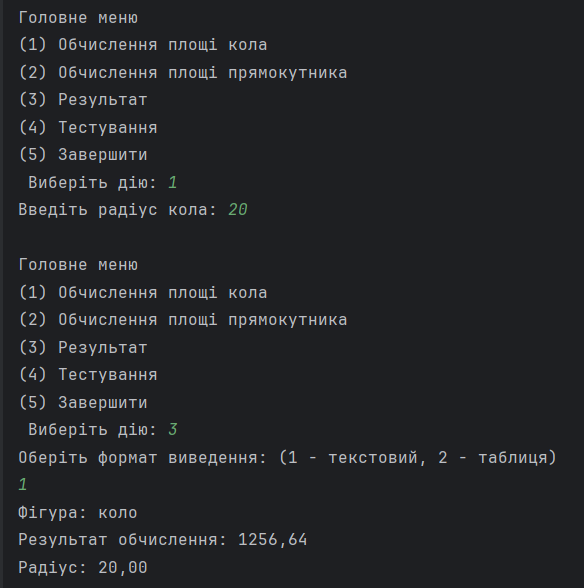 Головне меню
(1) Обчислення площі кола
(2) Обчислення площі прямокутника
(3) Результат
(4) Тестування
(5) Завершити
Виберіть дію: 1
Введіть радіус кола: 20
Головне меню
(1) Обчислення площі кола
(2) Обчислення площі прямокутника
(3) Результат
(4) Тестування
(5) Завершити
Виберіть дію: 3
Оберіть формат виведення: (1 - текстовий, 2 - таблиця)
1
Фігура: коло
Результат обчислення: 1256,64
Радіус: 20,00